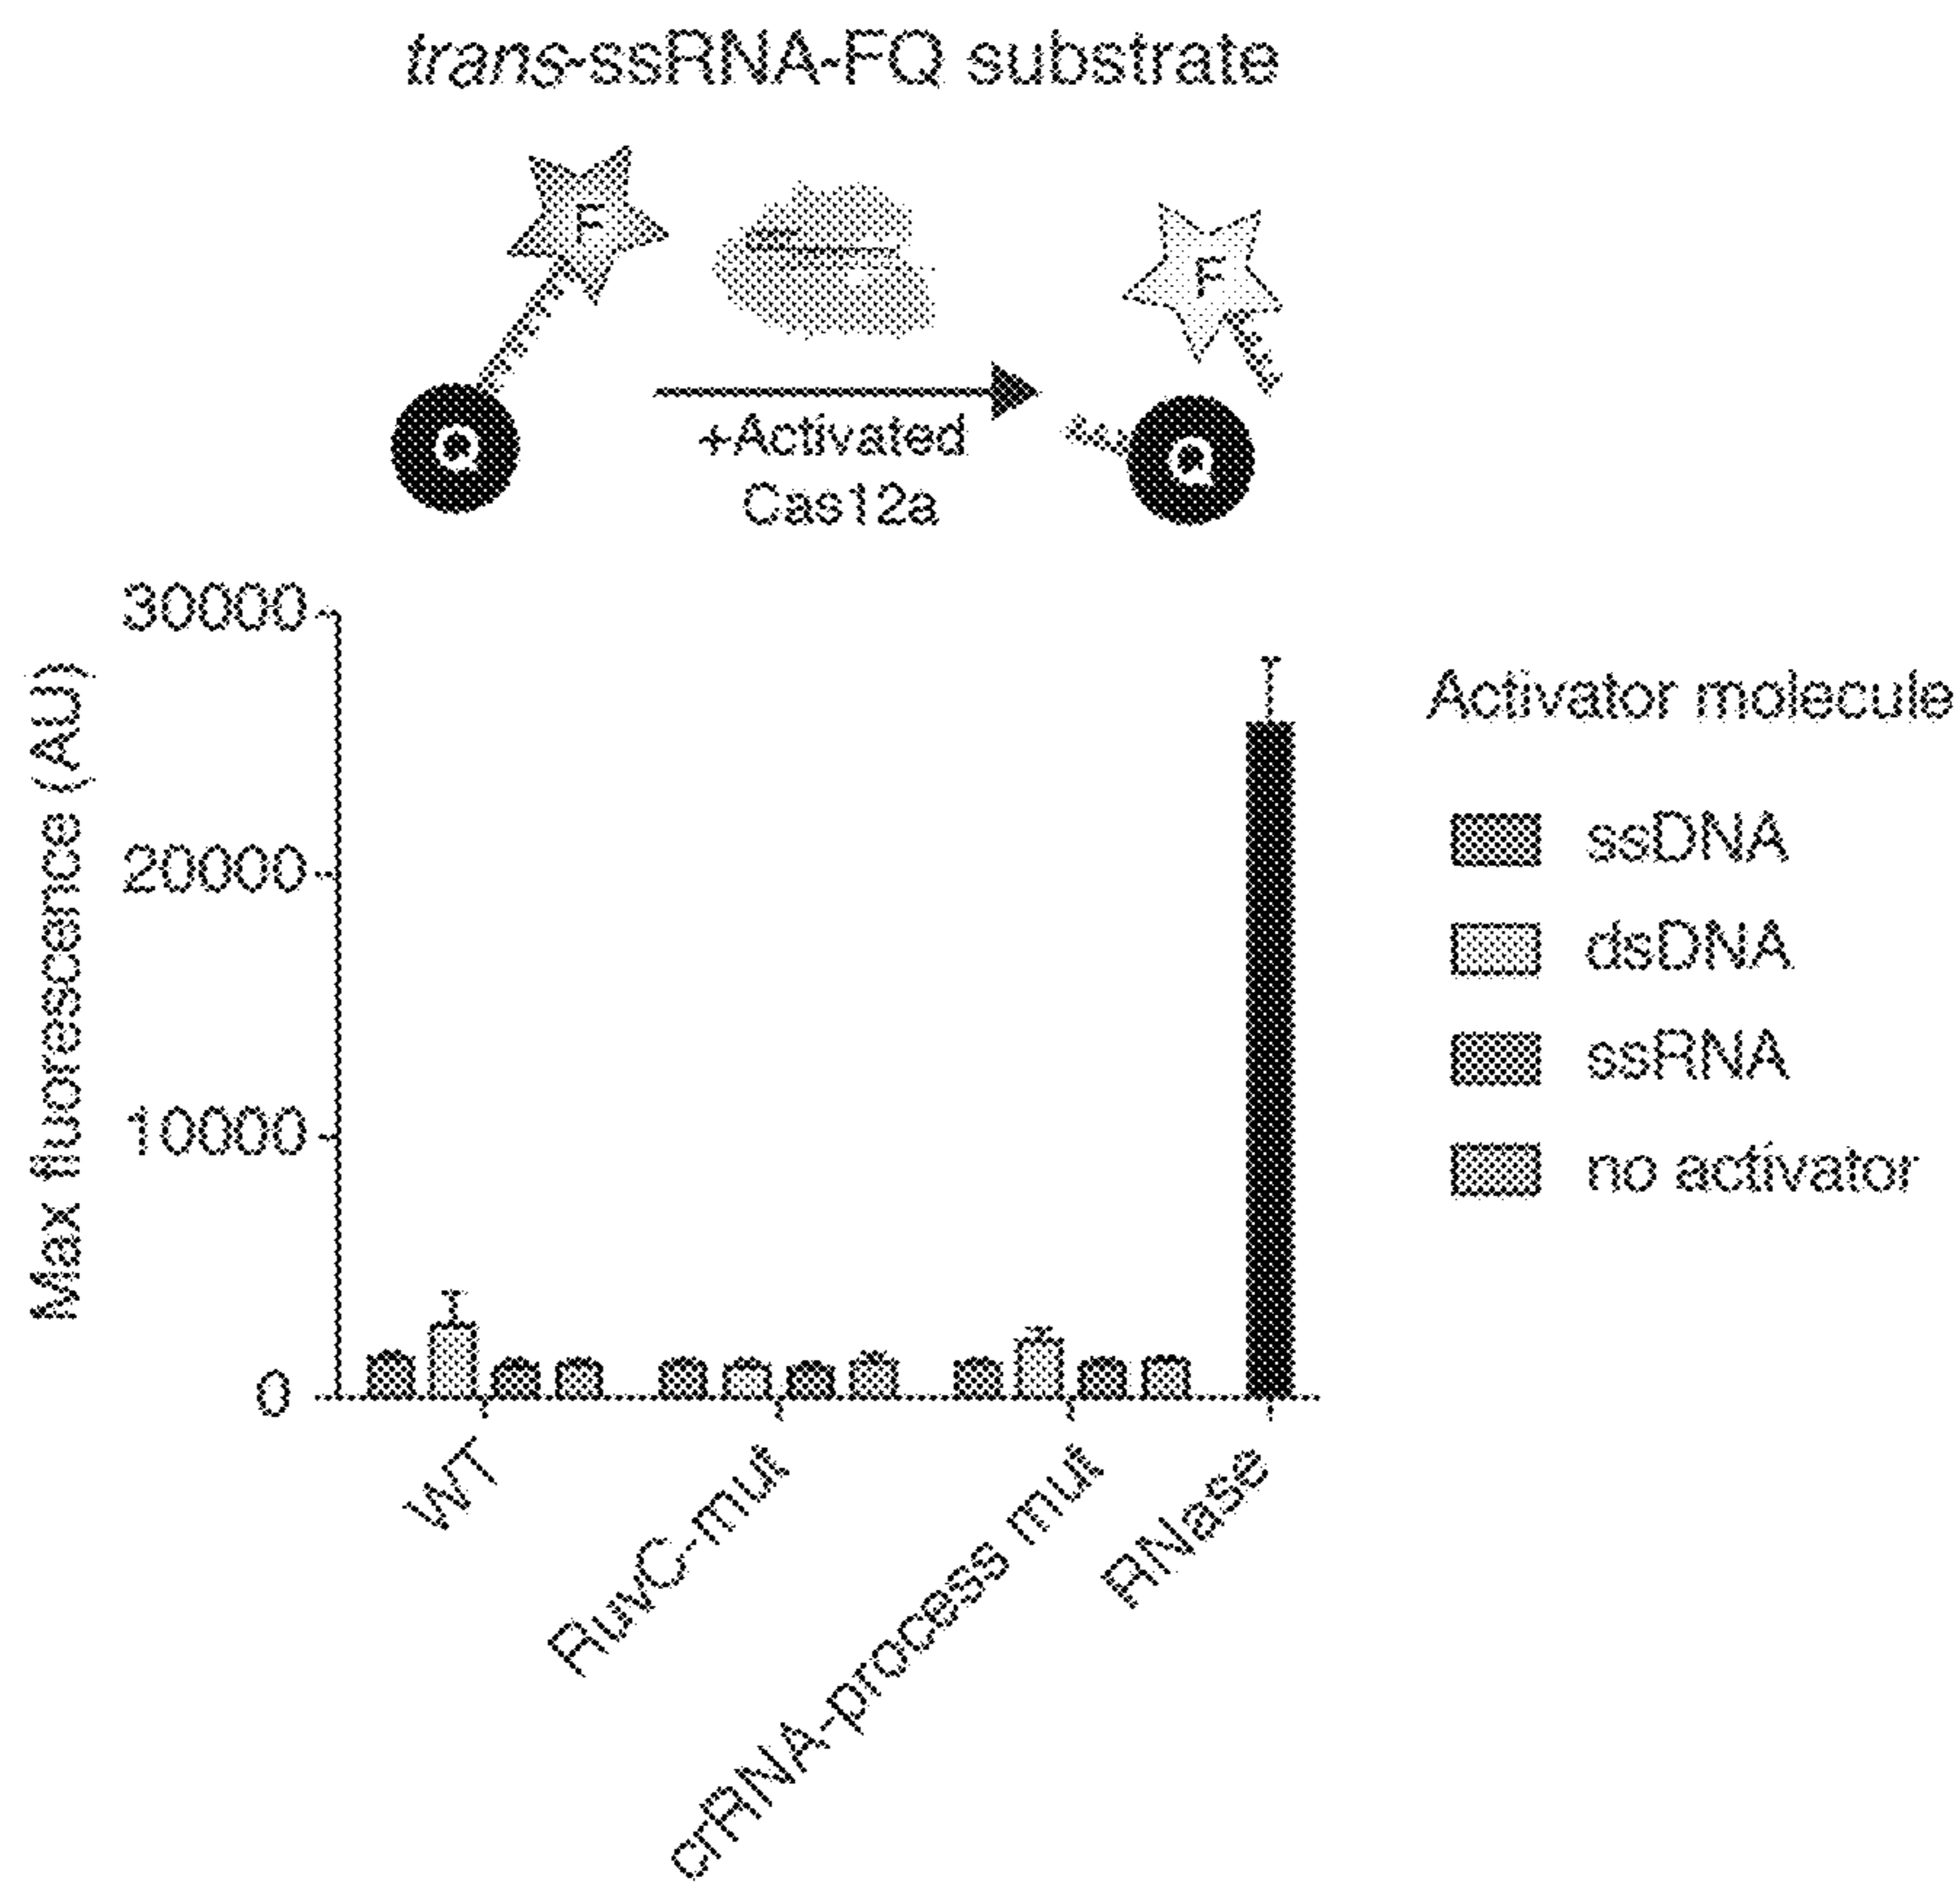 trans-ssRNA-FQ substrate
F
F
Q
Q
+Activated
Cas12a
30000
20000
10000
0
Max fluorescence (AU)
Activator molecule
ssDNA
dsDNA
ssRNA
no activator
WT
RuvC-mut
crRNA-process mut
RNase